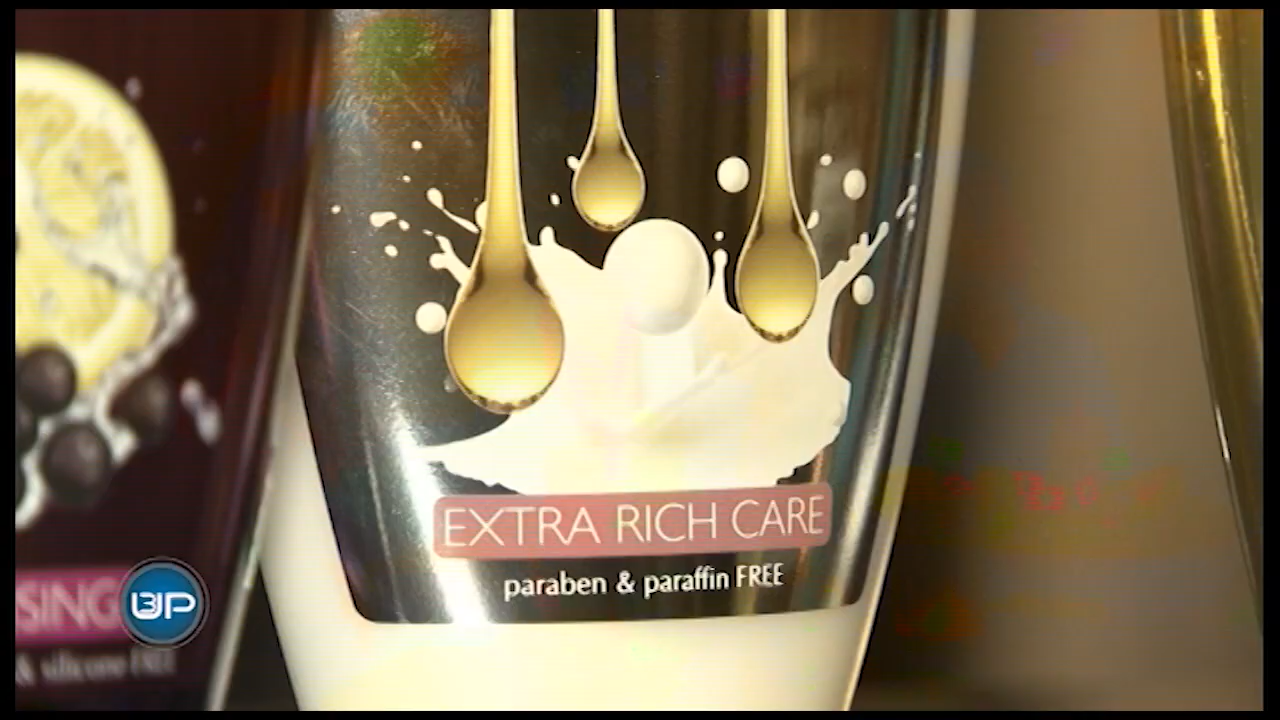 EXTRA RICH CARE
paraben & paraffin FREE
SING
& silicone FREE